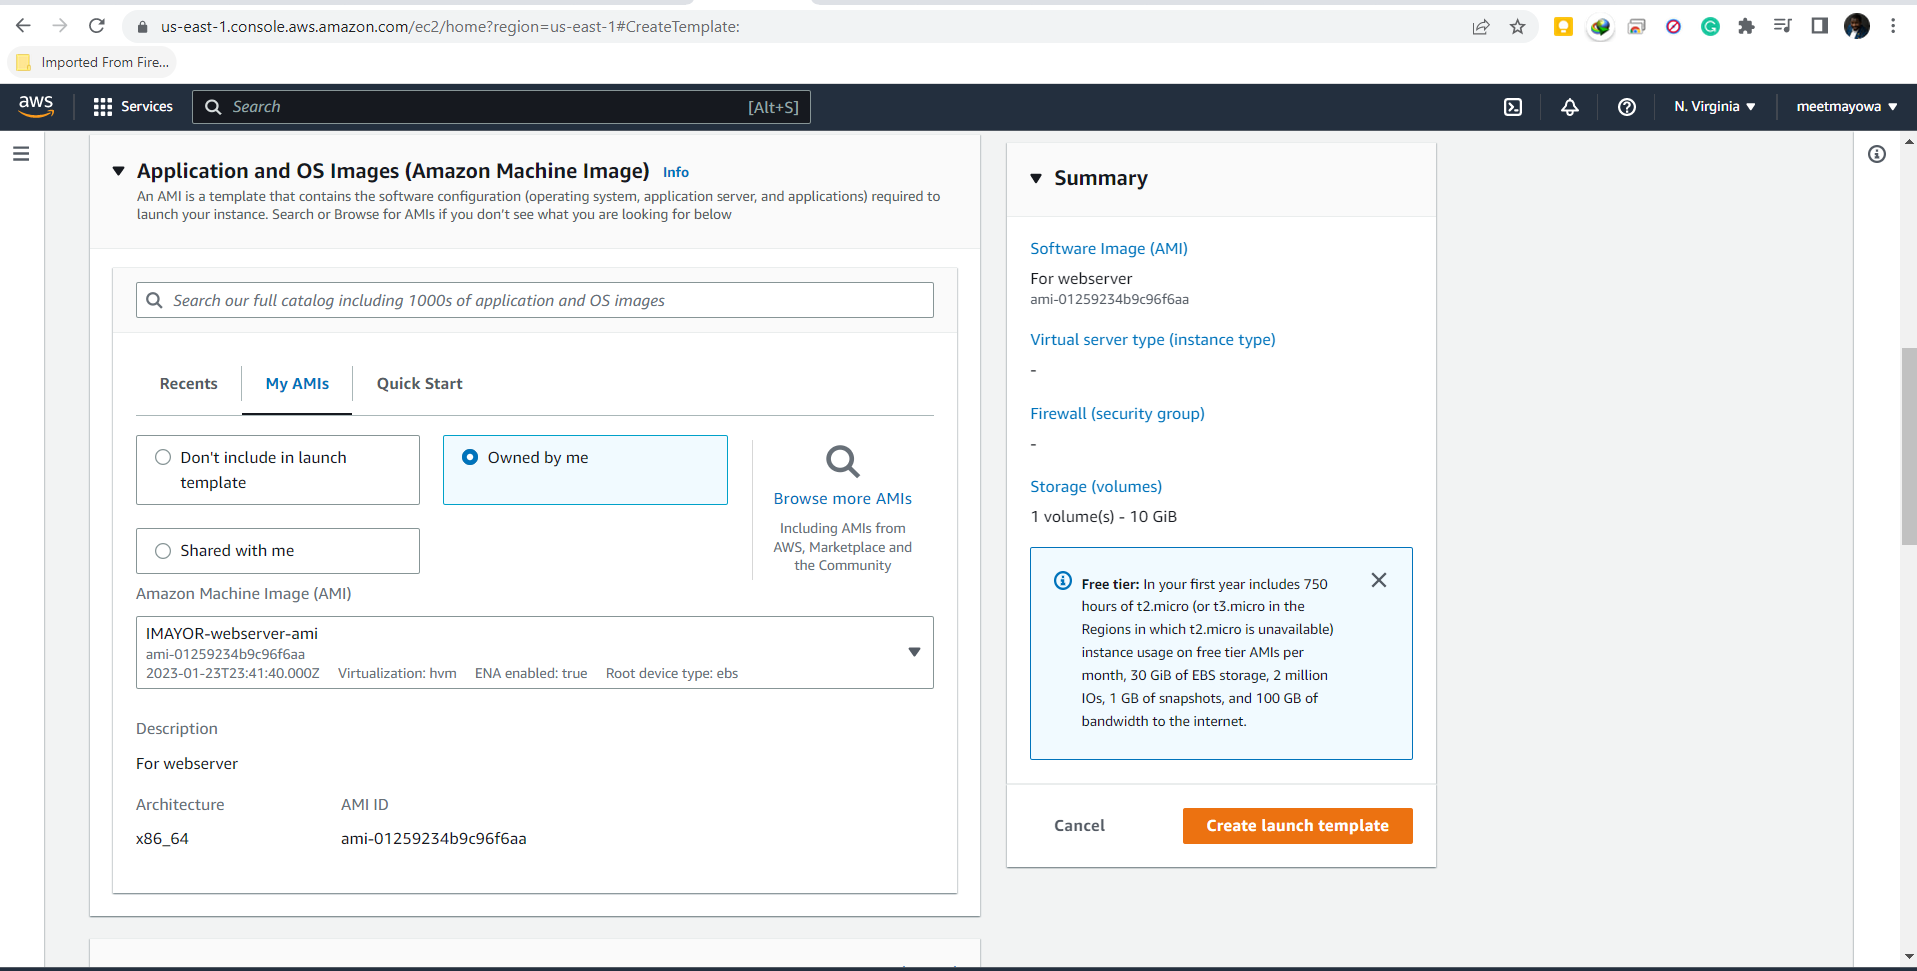 us-east-1.console.aws.amazon.com/ec2/home?region=us-east-1#CreateTemplate:
Imported From Fire...
aws
Services
Search
[Alt+S]
N. Virginia
meetmayowa
Application and OS Images (Amazon Machine Image) Info
An AMI is a template that contains the software configuration (operating system, application server, and applications) required to
launch your instance. Search or Browse for AMIs if you don't see what you are looking for below
Search our full catalog including 1000s of application and OS images
Recents
My AMIs
Quick Start
Don't include in launch
template
Owned by me
Shared with me
Browse more AMIs
Including AMIs from
AWS, Marketplace and
the Community
Amazon Machine Image (AMI)
IMAYOR-webserver-ami
ami-01259234b9c96f6aa
2023-01-23T23:41:40.000Z Virtualization: hvm ENA enabled: true Root device type: ebs
Description
For webserver
Architecture
AMI ID
x86_64
ami-01259234b9c96f6aa
Summary
Software Image (AMI)
For webserver
ami-01259234b9c96f6aa
Virtual server type (instance type)
-
Firewall (security group)
-
Storage (volumes)
1 volume(s) - 10 GiB
Free tier: In your first year includes 750
hours of t2.micro (or t3.micro in the
Regions in which t2.micro is unavailable)
instance usage on free tier AMIs per
month, 30 GiB of EBS storage, 2 million
IOs, 1 GB of snapshots, and 100 GB of
bandwidth to the internet.
Cancel
Create launch template